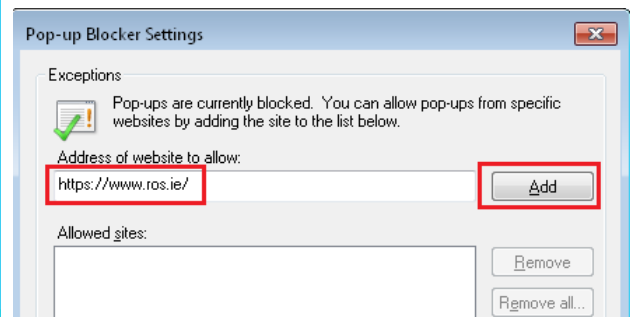 Pop-up Blocker Settings
Exceptions
Pop-ups are currently blocked. You can allow pop-ups from specific
websites by adding the site to the list below.
Address of website to allow:
https://www.ros.ie/
Add
Allowed sites:
Remove
Remove all...